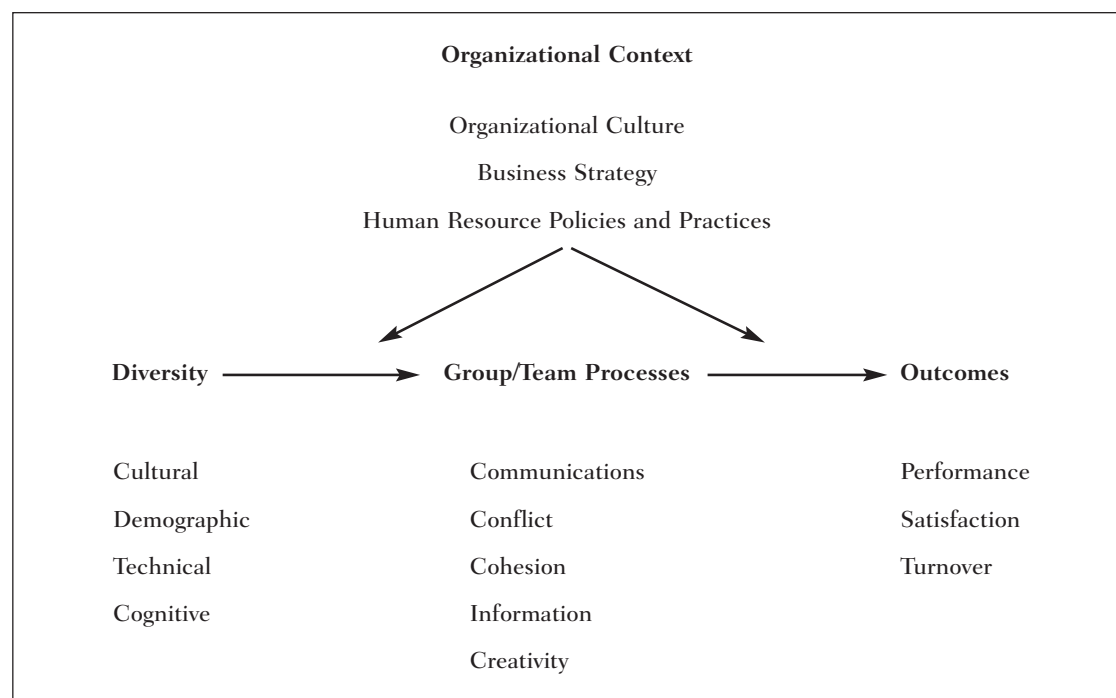 Organizational Context
Organizational Culture
Business Strategy
Human Resource Policies and Practices
Diversity
Group/Team Processes
Outcomes
Cultural
Communications
Performance
Demographic
Conflict
Satisfaction
Technical
Cohesion
Turnover
Cognitive
Information
Creativity